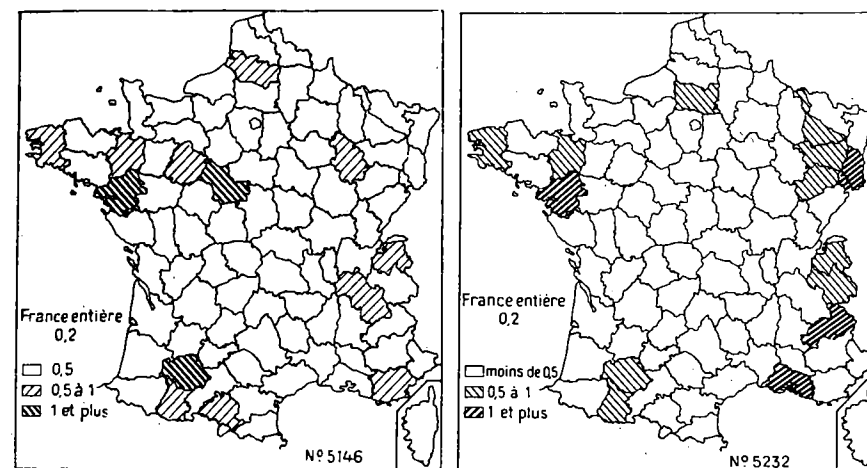 France entière
0,2
0,5
0,5 à 1
1 et plus
Nº 5146
France entière
0,2
moins de 0,5
0,5 à 1
1 et plus
Nº 5232